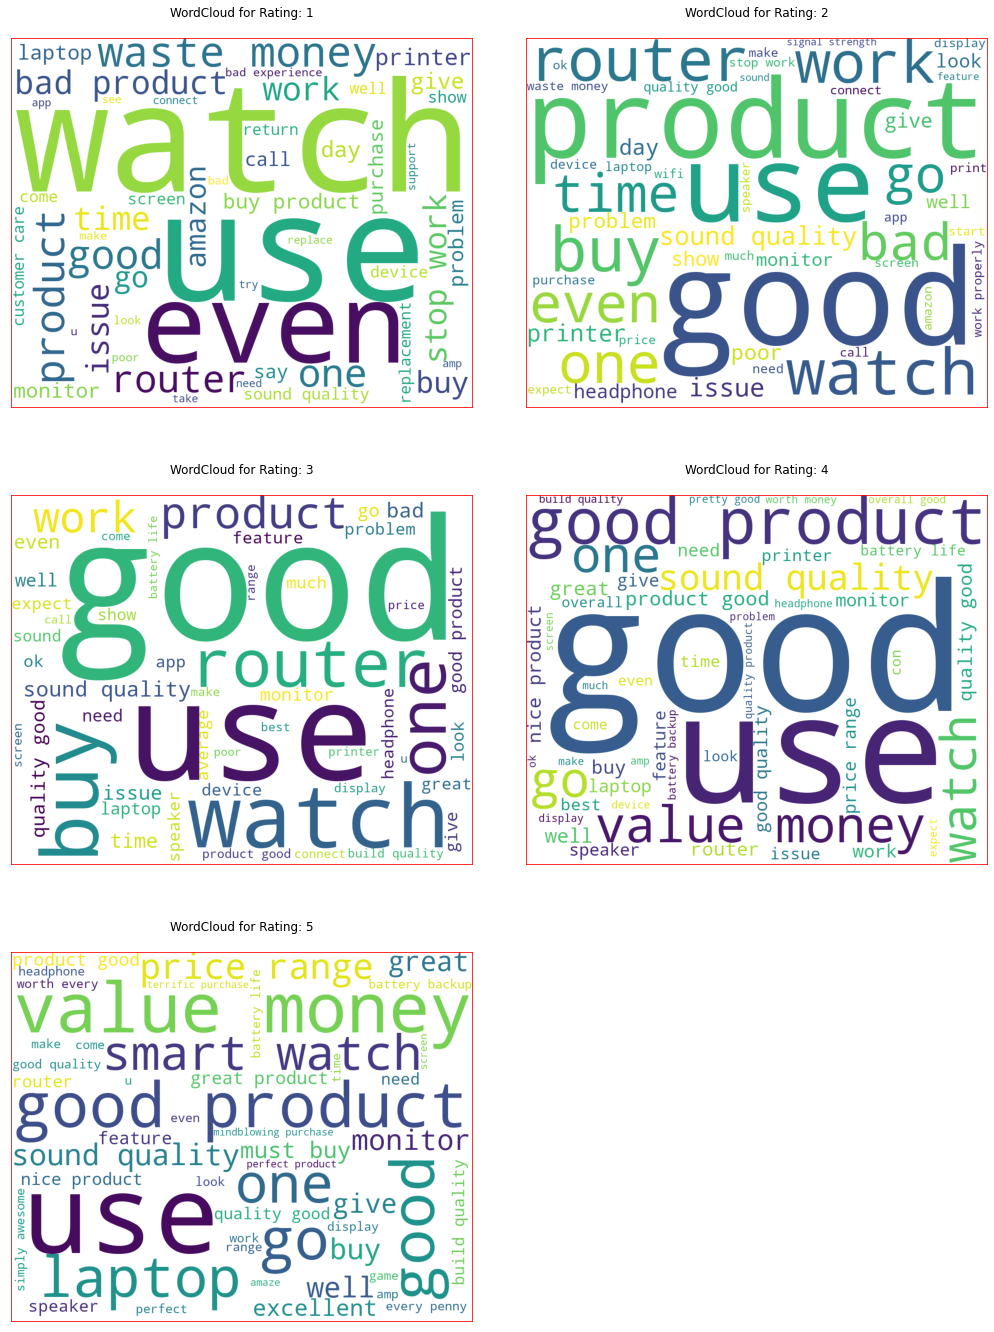 WordCloud for Rating: 1
laptop
waste money
printer
bad product
bad experience
work
well
give
app
see
connect
show
watch
return
call
day
purchase
support
come
screen
amazon
bad
buy product
customer care
product
time
make
good
go
use
replace
device
stop work
problem
issue
try
u
look
even
poor
replacement
monitor
router
need
say
one
amp
buy
take
sound quality
WordCloud for Rating: 2
router
make
signal strength
work
display
ok
stop work
look
waste money
sound
quality good
connect
feature
product
give
day
device
laptop
wifi
speaker
use
go
print
time
well
app
problem
sound quality
bad
start
buy
show
much
monitor
screen
purchase
even
good
amazon
work properly
printer
price
one
poor
call
need
watch
expect
headphone
issue
WordCloud for Rating: 3
work
product
go
bad
come
battery life
feature
problem
even
good
well
range
much
expect
call
show
price
sound
good product
ok
app
router
sound quality
make
monitor
need
use
best
one
headphone
look
screen
quality good
buy
average
poor
printer
u
device
display
great
issue
laptop
watch
time
speaker
give
product good
connect
build quality
WordCloud for Rating: 4
build quality
pretty good
worth money
overall good
good product
one
need
printer
battery life
give
sound quality
great
overall
product good
headphone
monitor
quality good
nice product
screen
problem
good
quality product
time
con
even
much
come
use
ok
make
buy
amp
feature
battery backup
look
good quality
price range
watch
go
laptop
best
device
display
value money
well
expect
speaker
router
issue
work
WordCloud for Rating: 5
product good
price range
great
headphone
worth every
terrific purchase
battery life
battery backup
value money
make
come
smart watch
screen
good quality
time
router
u
great product
need
good product
even
feature
mindblowing purchase
monitor
sound quality
must buy
perfect product
nice product
look
one
good
build quality
use
give
quality good
display
simply awesome
work
range
go
buy
laptop
amaze
well
game
amp
speaker
perfect
excellent
every penny